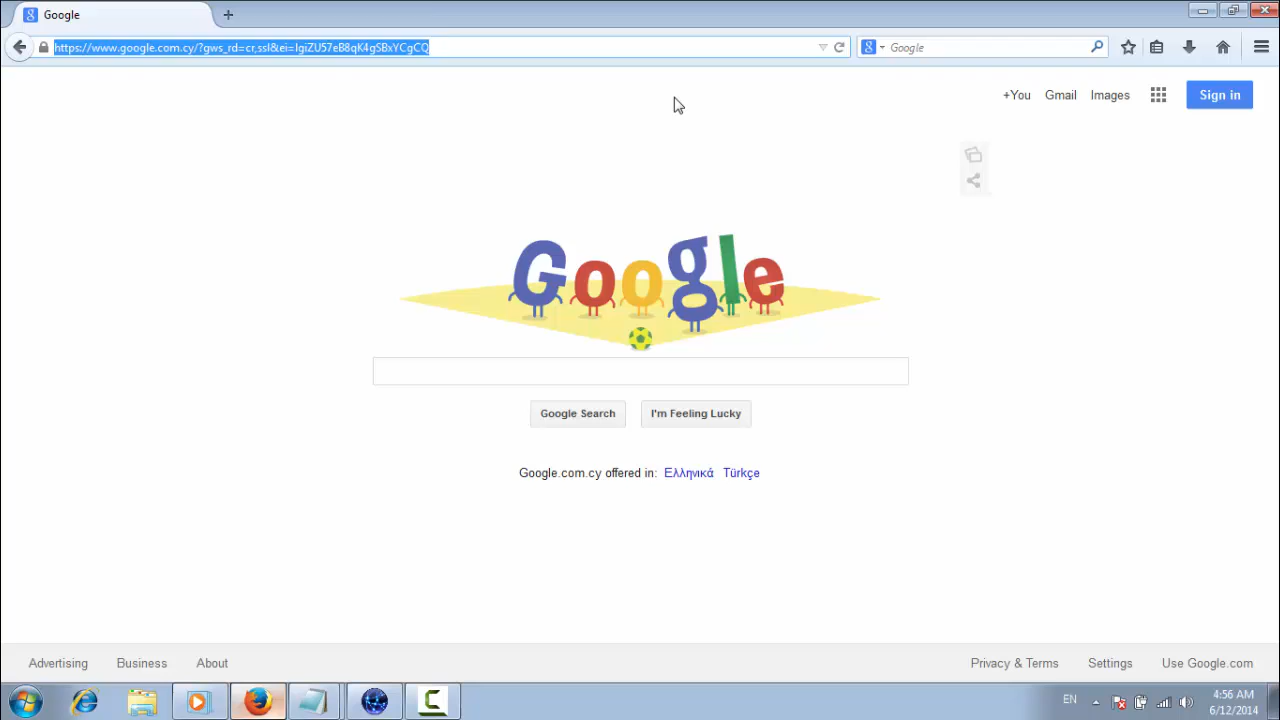 Google
https://www.google.com.cy/?gws_rd=cr,ssl&ei=IgiZU57eB8qK4gSBxYCgCQ
Google
+You Gmail Images Sign in
Google
Google Search I'm Feeling Lucky
Google.com.cy offered in: Ελληνικά Türkçe
Advertising Business About Privacy & Terms Settings Use Google.com
EN 4:56 AM
6/12/2014